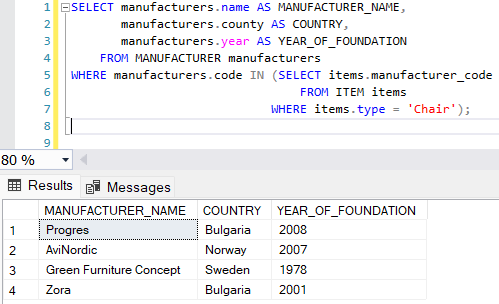 1 SELECT manufacturers.name AS MANUFACTURER_NAME,
2 manufacturers.county AS COUNTRY,
3 manufacturers.year AS YEAR_OF_FOUNDATION
4 FROM MANUFACTURER manufacturers
5 WHERE manufacturers.code IN (SELECT items.manufacturer_code
6 FROM ITEM items
7 WHERE items.type = 'Chair');
8
9
80 %
Results Messages
MANUFACTURER_NAME COUNTRY YEAR_OF_FOUNDATION
1 Progres Bulgaria 2008
2 AviNordic Norway 2007
3 Green Furniture Concept Sweden 1978
4 Zora Bulgaria 2001